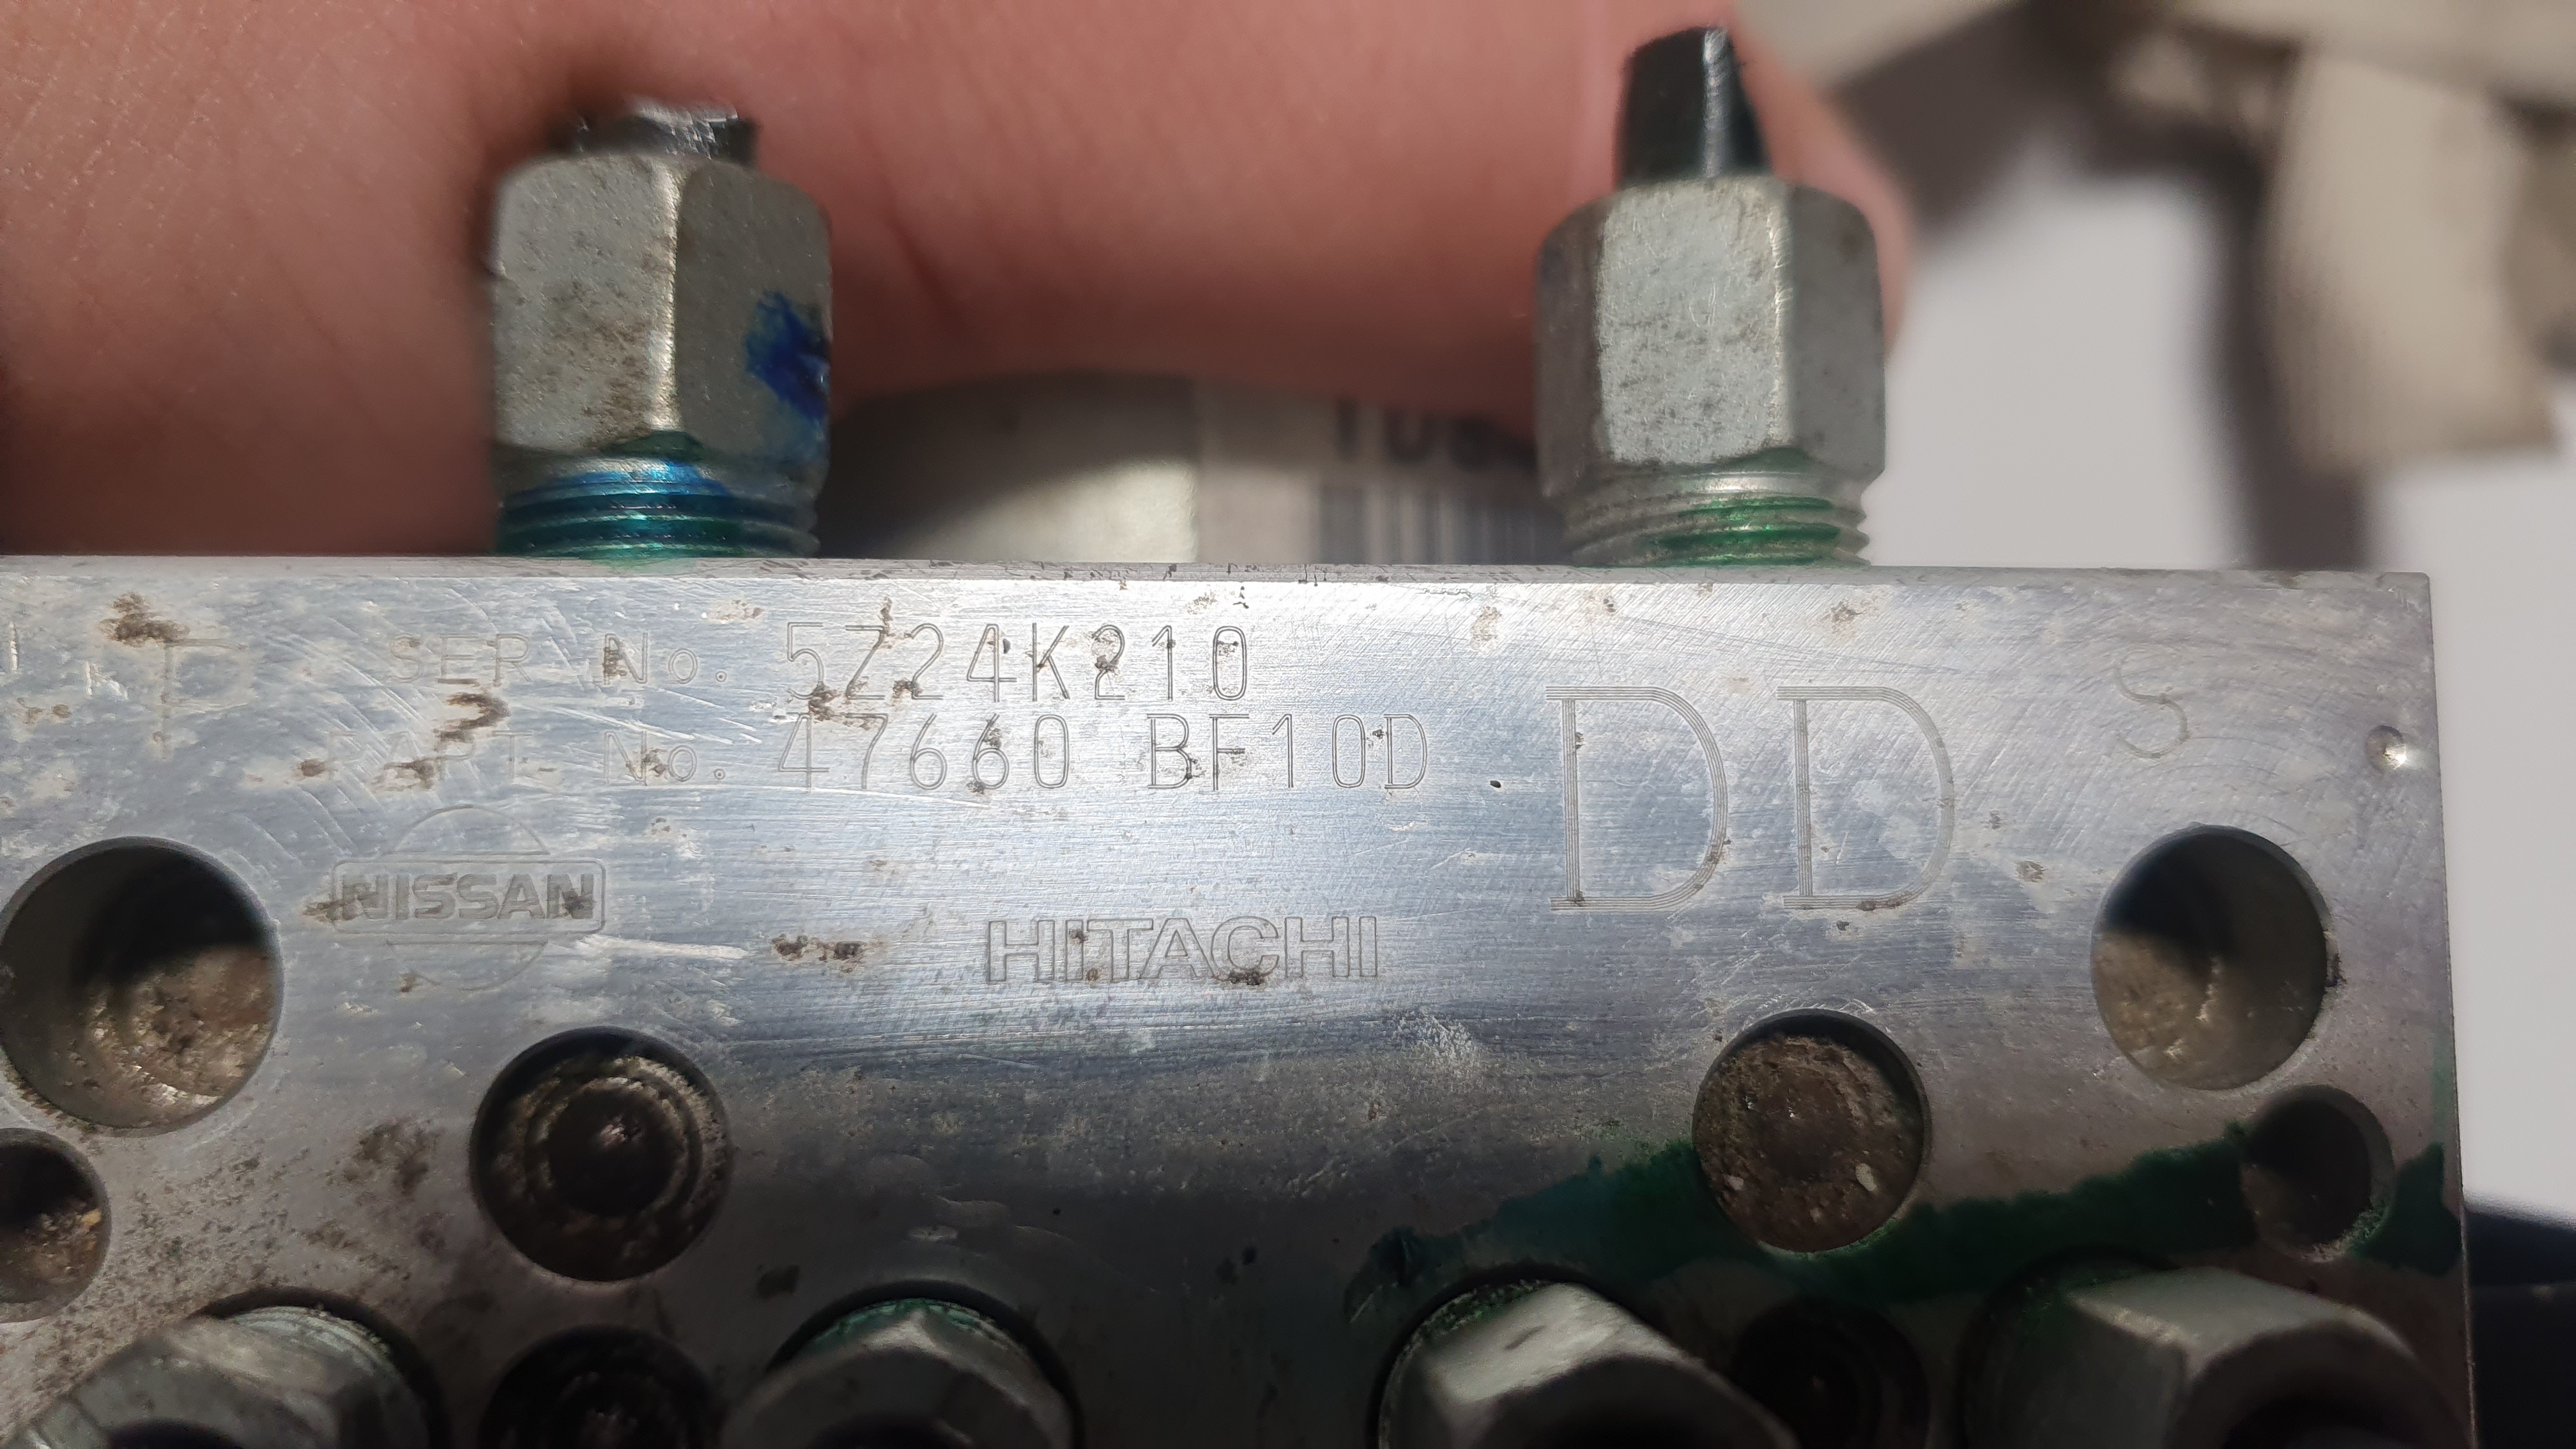 F
SER No. 5Z24K210
PART No. 47660 BF10D
DD
S
NISSAN
HITACHI